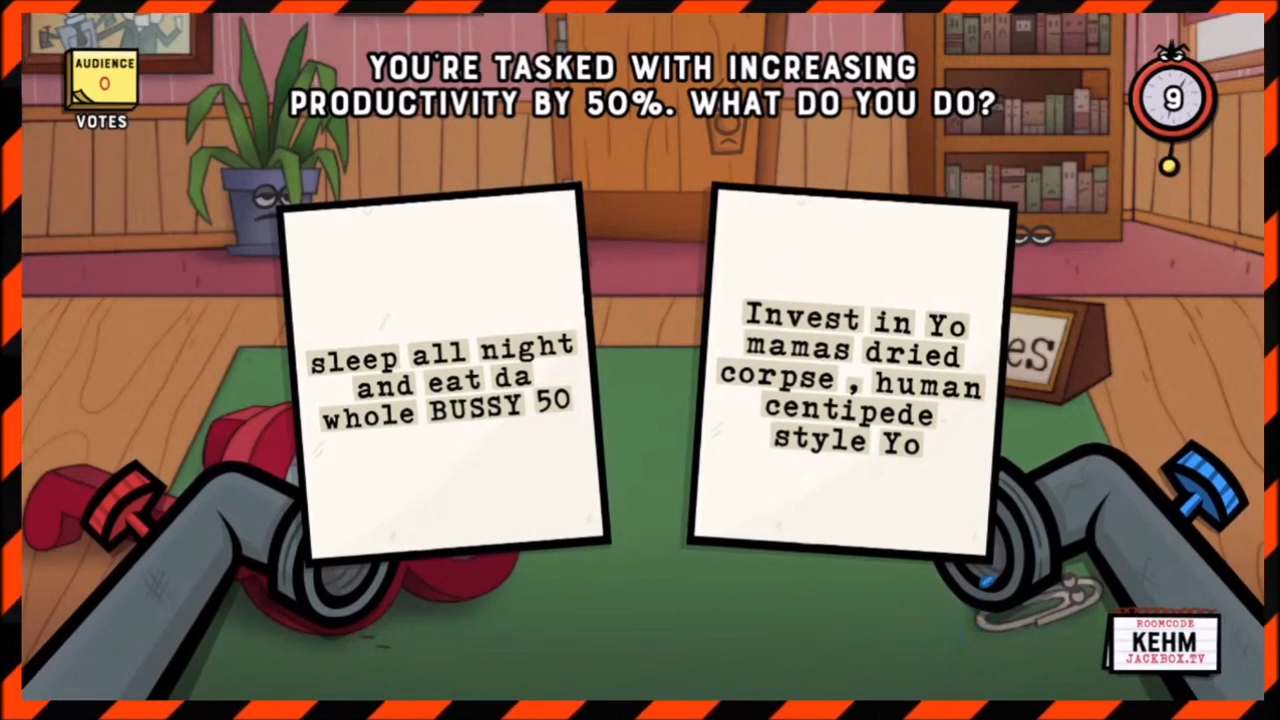 AUDIENCE
0
VOTES
YOU'RE TASKED WITH INCREASING
PRODUCTIVITY BY 50%. WHAT DO YOU DO?
9
sleep all night
and eat da
whole BUSSY 50
Invest in Yo
mamas dried
corpse , human
centipede
style Yo
es
ROOMCODE
KEHM
JACKBOX.TV